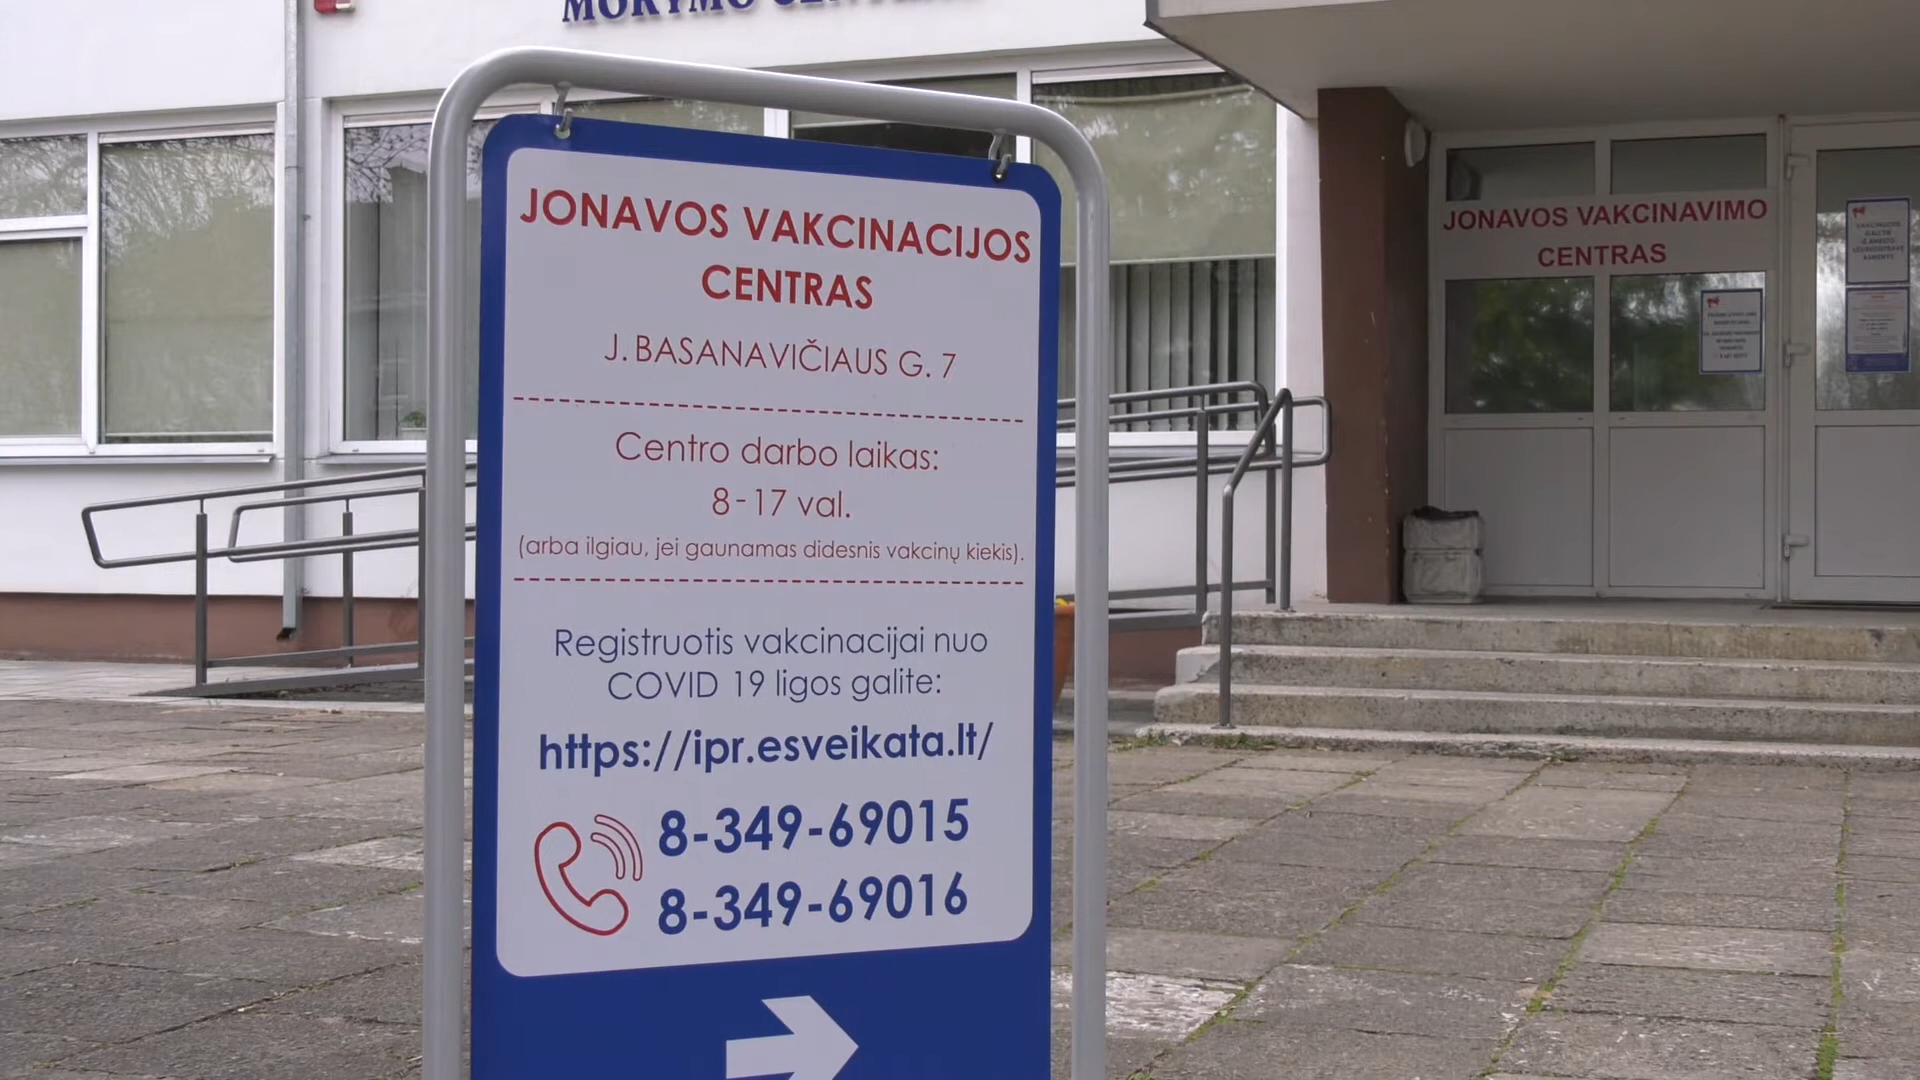 JONAVOS VAKCINACIJOS
CENTRAS
J. BASANAVIČIAUS G. 7
Centro darbo laikas:
8-17 val.
(arba ilgiau, jei gaunamas didesnis vakcinų kiekis).
Registruotis vakcinacijai nuo
COVID 19 ligos galite:
https://ipr.esveikata.lt/
8-349-69015
8-349-69016
JONAVOS VAKCINAVIMO
CENTRAS